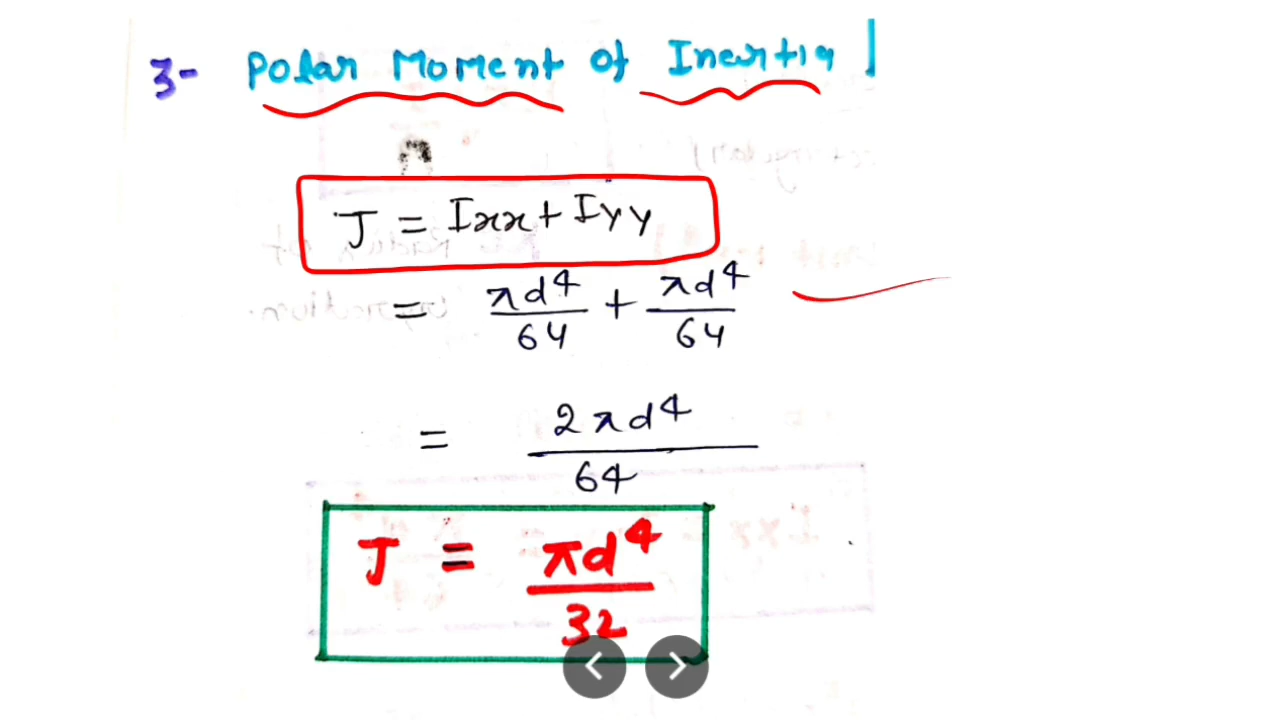 3- Polar Moment of Inertia
J = Ixx + Iyy
= πd⁴/64 + πd⁴/64
= 2πd⁴/64
J = πd⁴/32